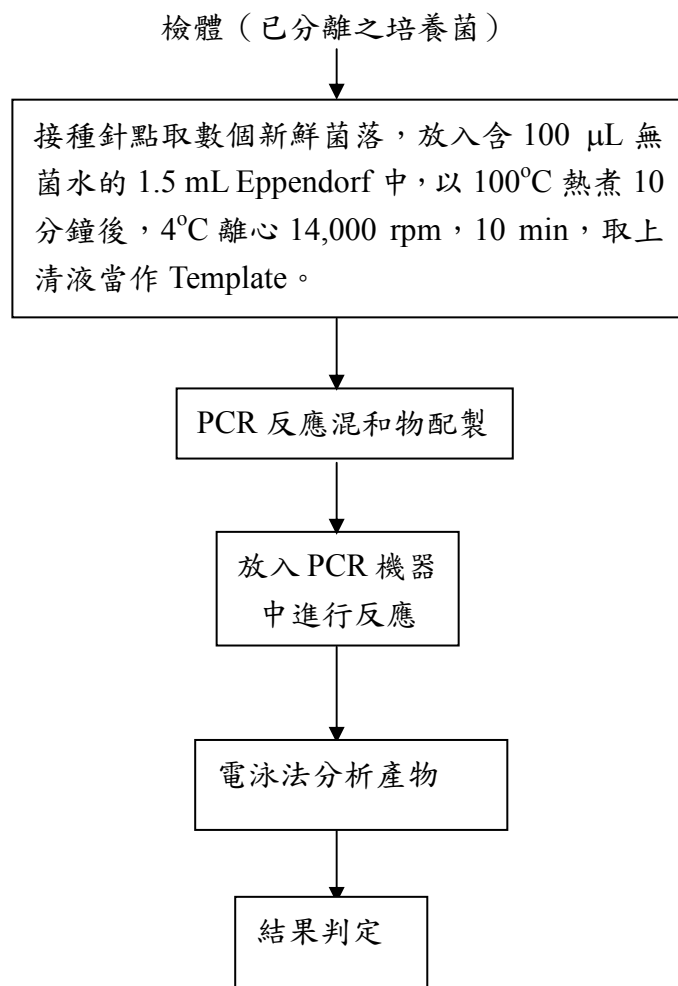 檢體（已分離之培養菌）
接種針點取數個新鮮菌落，放入含 100 μL 無
菌水的 1.5 mL Eppendorf 中，以 100°C 熱煮 10
分鐘後，4°C 離心 14,000 rpm，10 min，取上
清液當作 Template。
PCR 反應混和物配製
放入 PCR 機器
中進行反應
電泳法分析產物
結果判定